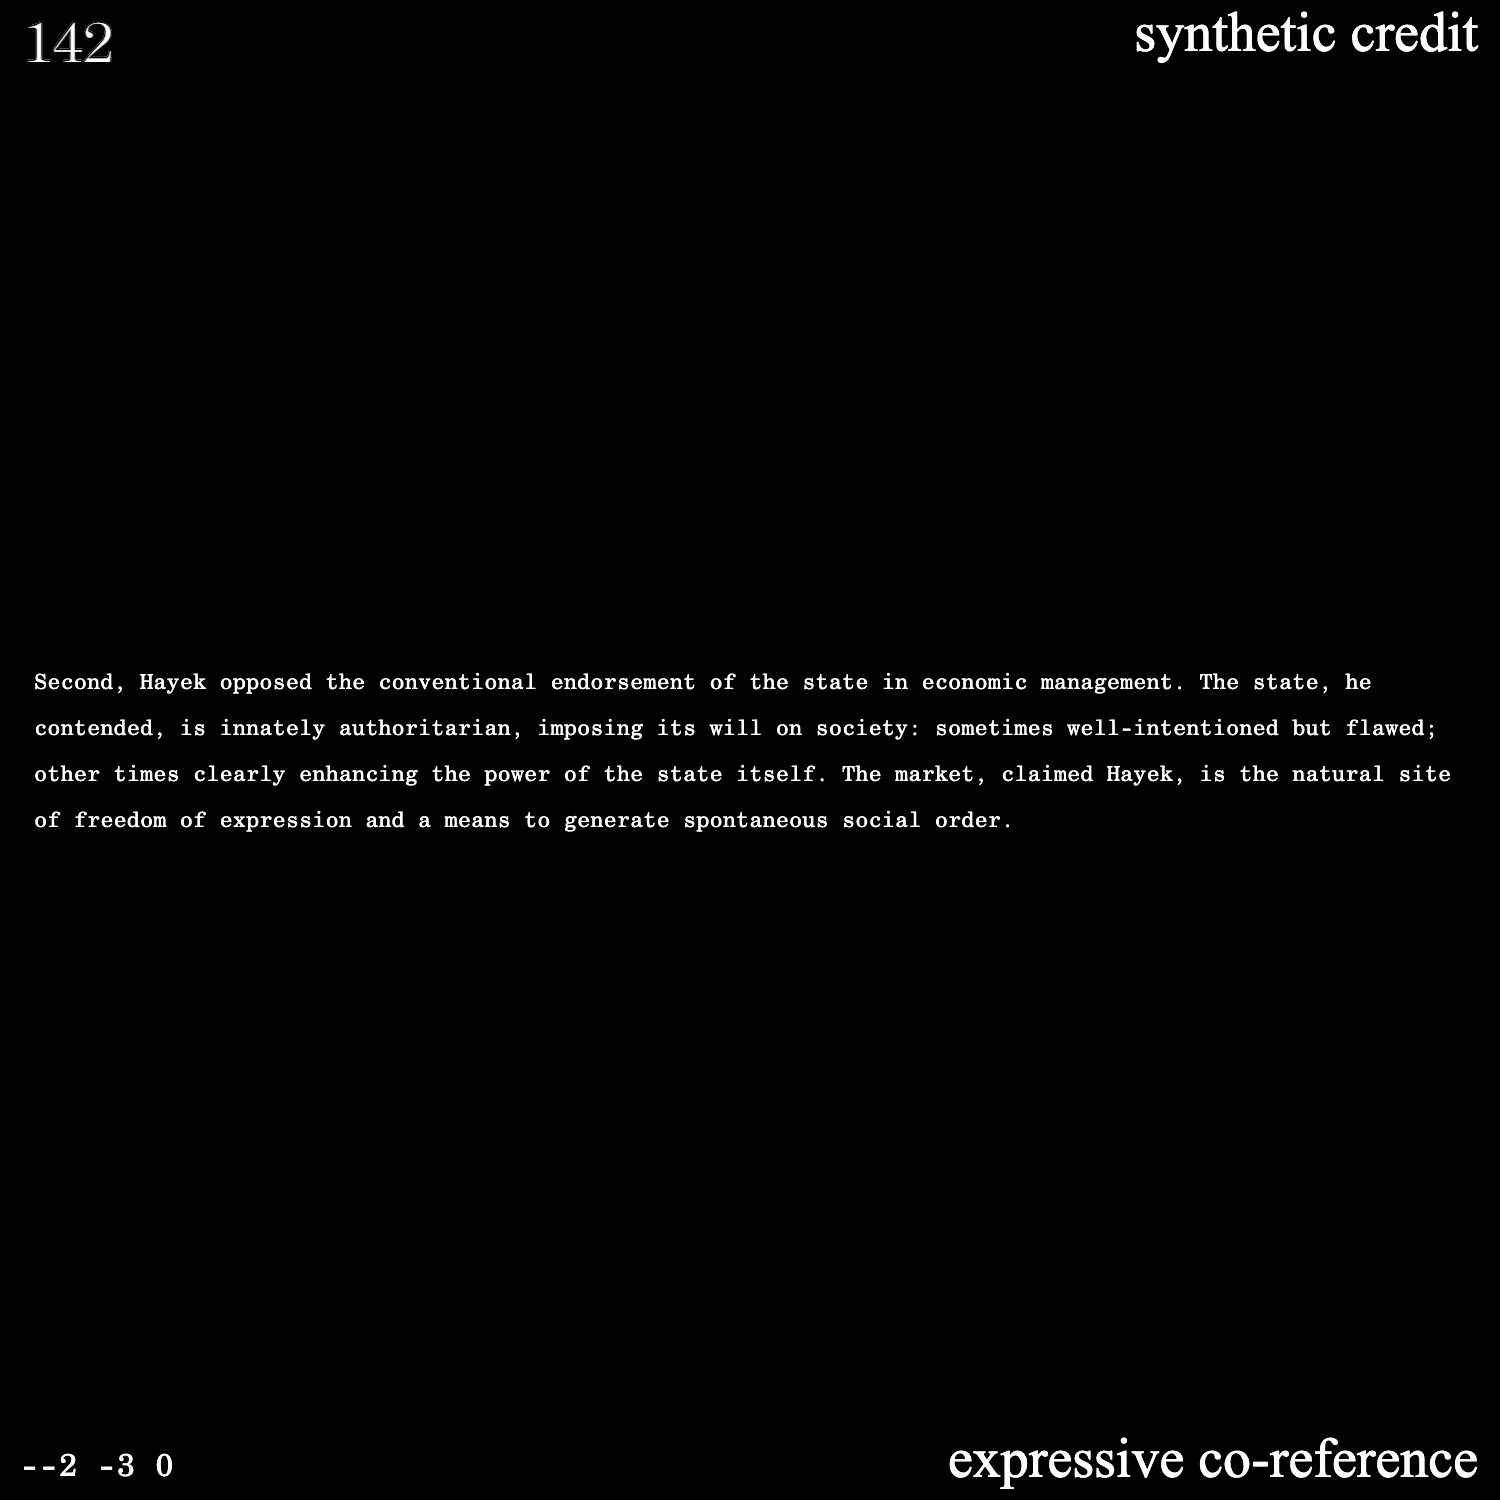 142
synthetic credit
Second, Hayek opposed the conventional endorsement of the state in economic management. The state, he
contended, is innately authoritarian, imposing its will on society: sometimes well-intentioned but flawed;
other times clearly enhancing the power of the state itself. The market, claimed Hayek, is the natural site
of freedom of expression and a means to generate spontaneous social order.
--2 -3 0
expressive co-reference